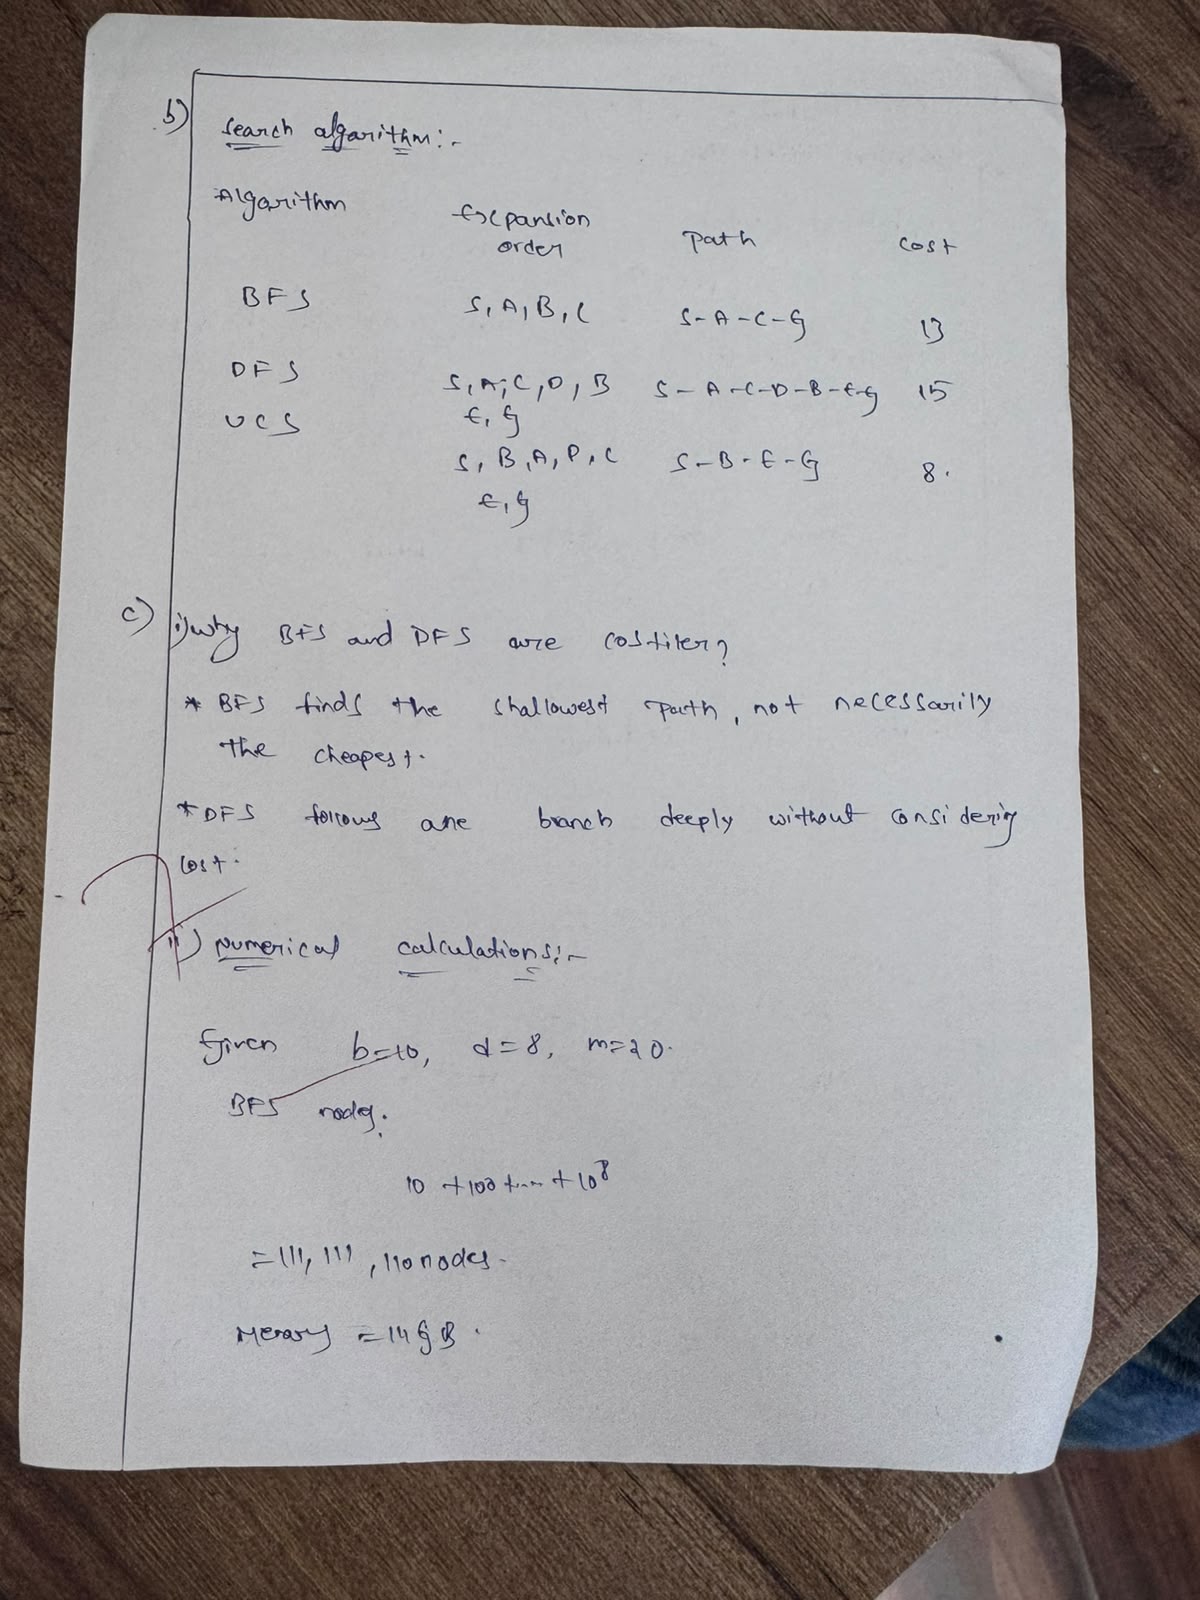 b)
Search algorithm:-
Algorithm Expansion order Path Cost
BFS S, A, B, C S-A-C-G 13
DFS S, A, C, D, B E, G S-A-C-D-B-E-G 15
UCS S, B, A, D, C E, G S-B-E-G 8.
c) i) why BFS and DFS are costiler?
* BFS finds the shallowest path, not necessarily
the cheapest.
* DFS follows one branch deeply without considering
cost.
ii) Numerical calculations:-
Given b=10, d=8, m=20.
BFS nodes.
10 + 100 +...+ 10⁸
= 111, 111, 110 nodes.
Memory = 14 GB.